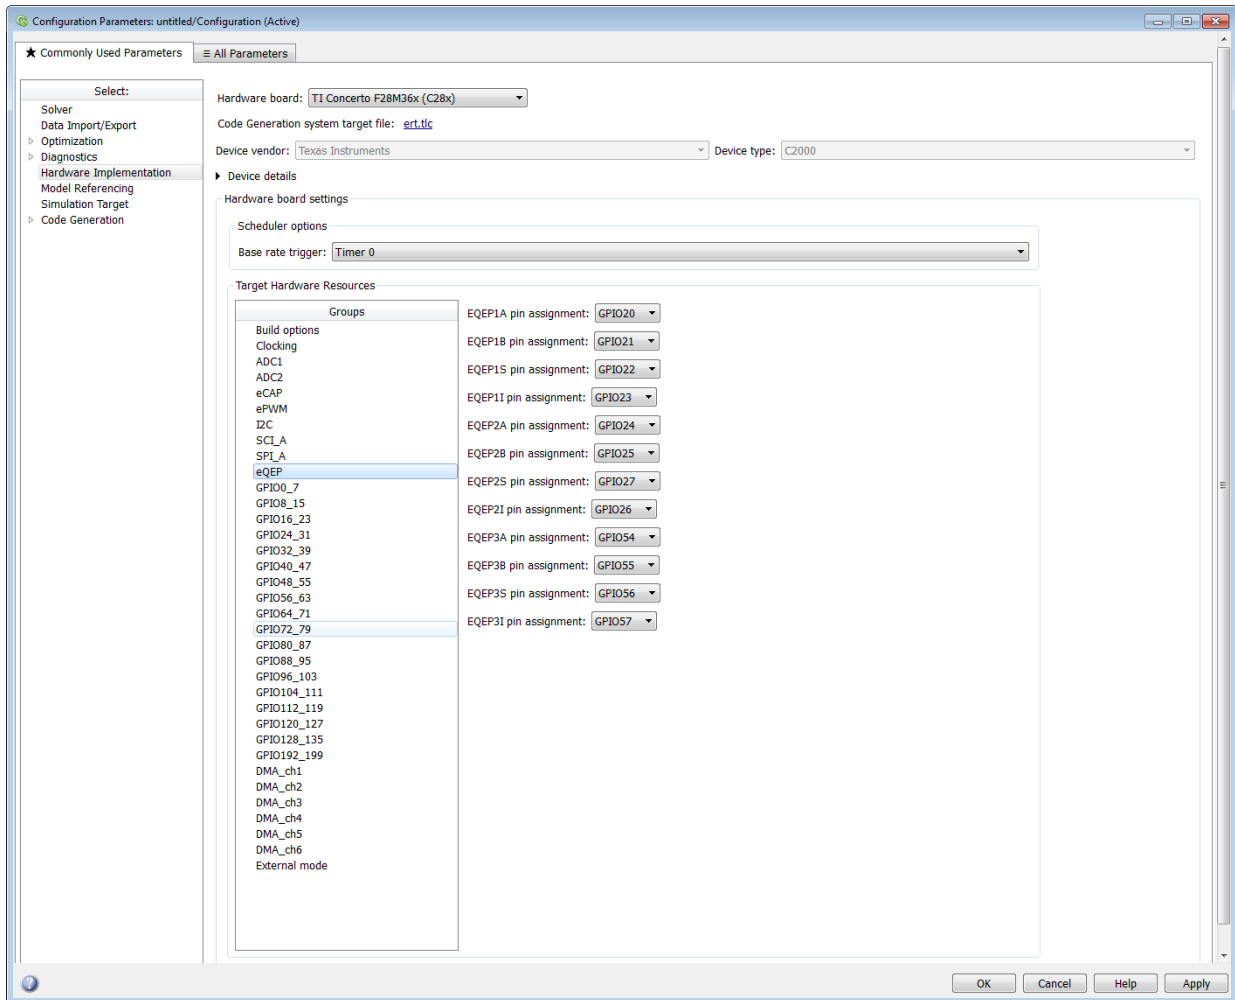 Configuration Parameters: untitled/Configuration (Active)
★ Commonly Used Parameters
≡ All Parameters
Select:
Solver
Data Import/Export
Optimization
Diagnostics
Hardware Implementation
Model Referencing
Simulation Target
Code Generation
Hardware board: TI Concerto F28M36x (C28x)
Code Generation system target file: ert.tlc
Device vendor: Texas Instruments Device type: C2000
Device details
Hardware board settings
Scheduler options
Base rate trigger: Timer 0
Target Hardware Resources
Groups
Build options
Clocking
ADC1
ADC2
eCAP
ePWM
I2C
SCI_A
SPI_A
eQEP
GPIO0_7
GPIO8_15
GPIO16_23
GPIO24_31
GPIO32_39
GPIO40_47
GPIO48_55
GPIO56_63
GPIO64_71
GPIO72_79
GPIO80_87
GPIO88_95
GPIO96_103
GPIO104_111
GPIO112_119
GPIO120_127
GPIO128_135
GPIO192_199
DMA_ch1
DMA_ch2
DMA_ch3
DMA_ch4
DMA_ch5
DMA_ch6
External mode
EQEP1A pin assignment: GPIO20
EQEP1B pin assignment: GPIO21
EQEP1S pin assignment: GPIO22
EQEP1I pin assignment: GPIO23
EQEP2A pin assignment: GPIO24
EQEP2B pin assignment: GPIO25
EQEP2S pin assignment: GPIO27
EQEP2I pin assignment: GPIO26
EQEP3A pin assignment: GPIO54
EQEP3B pin assignment: GPIO55
EQEP3S pin assignment: GPIO56
EQEP3I pin assignment: GPIO57
OK Cancel Help Apply